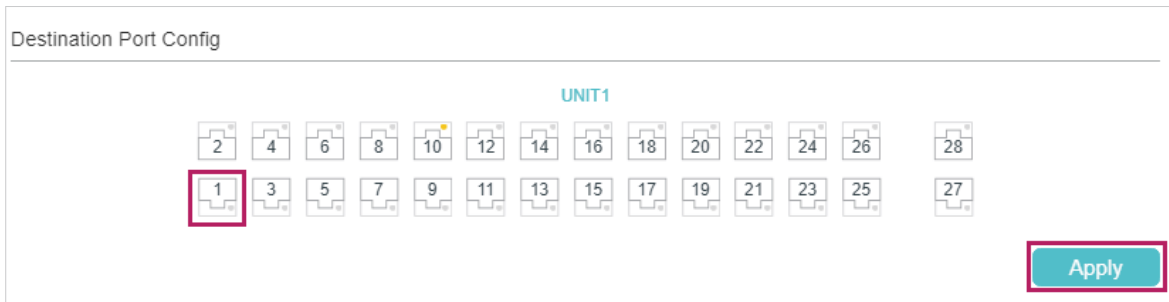 Destination Port Config
UNIT1
2 4 6 8 10 12 14 16 18 20 22 24 26 28
1 3 5 7 9 11 13 15 17 19 21 23 25 27
Apply